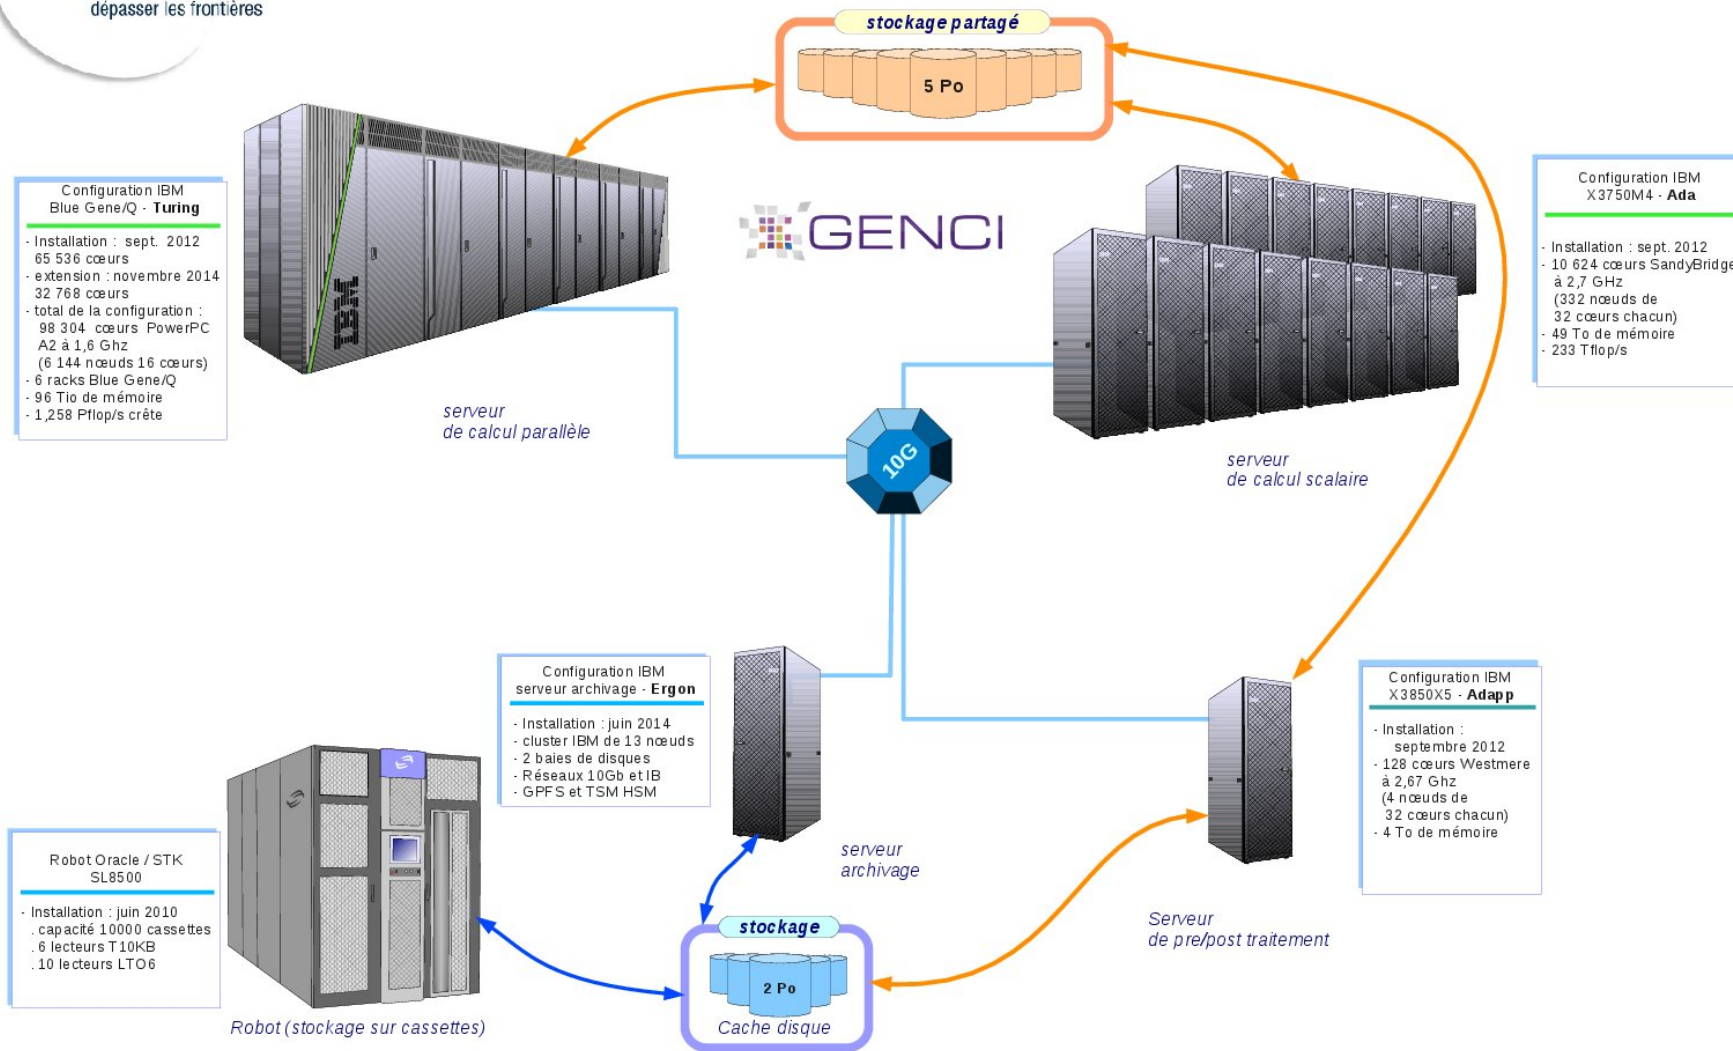 dépasser les frontières
stockage partagé
5 Po
Configuration IBM
Blue Gene/Q - Turing
- Installation : sept. 2012
65 536 cœurs
- extension : novembre 2014
32 768 cœurs
- total de la configuration :
98 304 cœurs PowerPC
A2 à 1,6 Ghz
(6 144 nœuds 16 cœurs)
- 6 racks Blue Gene/Q
- 96 Tio de mémoire
- 1,258 Pflop/s crête
IBM
GENCI
Configuration IBM
X3750M4 - Ada
- Installation : sept. 2012
- 10 624 cœurs SandyBridge
à 2,7 GHz
(332 nœuds de
32 cœurs chacun)
- 49 To de mémoire
- 233 Tflop/s
serveur
de calcul parallèle
10G
serveur
de calcul scalaire
Configuration IBM
serveur archivage - Ergon
- Installation : juin 2014
- cluster IBM de 13 nœuds
- 2 baies de disques
- Réseaux 10Gb et IB
- GPFS et TSM HSM
Configuration IBM
X3850X5 - Adapp
- Installation :
septembre 2012
- 128 cœurs Westmere
à 2,67 Ghz
(4 nœuds de
32 cœurs chacun)
- 4 To de mémoire
Robot Oracle / STK
SL8500
- Installation : juin 2010
. capacité 10000 cassettes
. 6 lecteurs T10KB
. 10 lecteurs LTO6
serveur
archivage
Serveur
de pre/post traitement
stockage
2 Po
Cache disque
Robot (stockage sur cassettes)